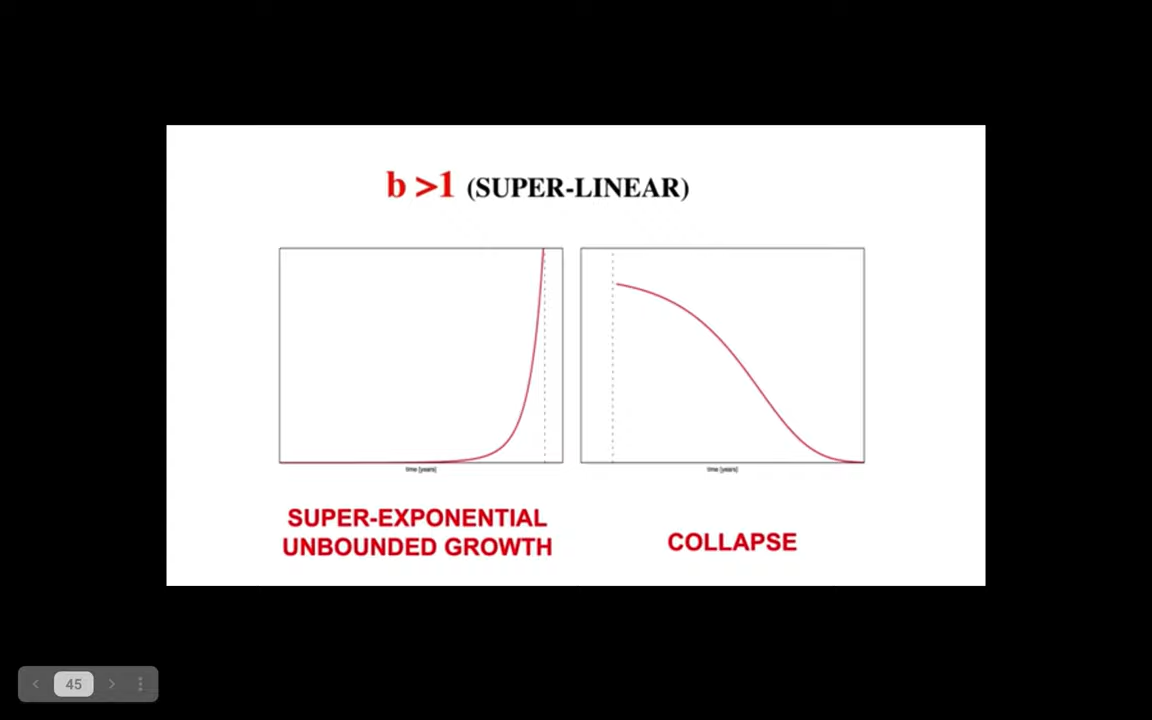 b >1 (SUPER-LINEAR)
time [years]
time [years]
SUPER-EXPONENTIAL
UNBOUNDED GROWTH
COLLAPSE
45